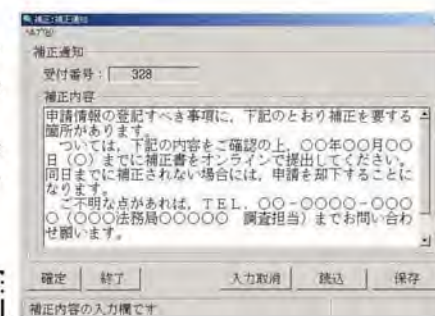 補正:補正通知
ヘルプ(H)
補正通知
受付番号: 328
補正内容
申請情報の登記すべき事項に，下記のとおり補正を要する
箇所があります。
ついては，下記の内容をご確認の上，〇〇年〇〇月〇〇
日（〇）までに補正書をオンラインで提出してください。
同日までに補正されない場合には，申請を却下することに
なります。
ご不明な点があれば，ＴＥＬ．〇〇－〇〇〇〇－〇〇〇
〇（〇〇〇法務局〇〇〇〇〇 調査担当）までお問い合わ
せ願います。
確定 終了 入力取消 読込 保存
補正内容の入力欄です